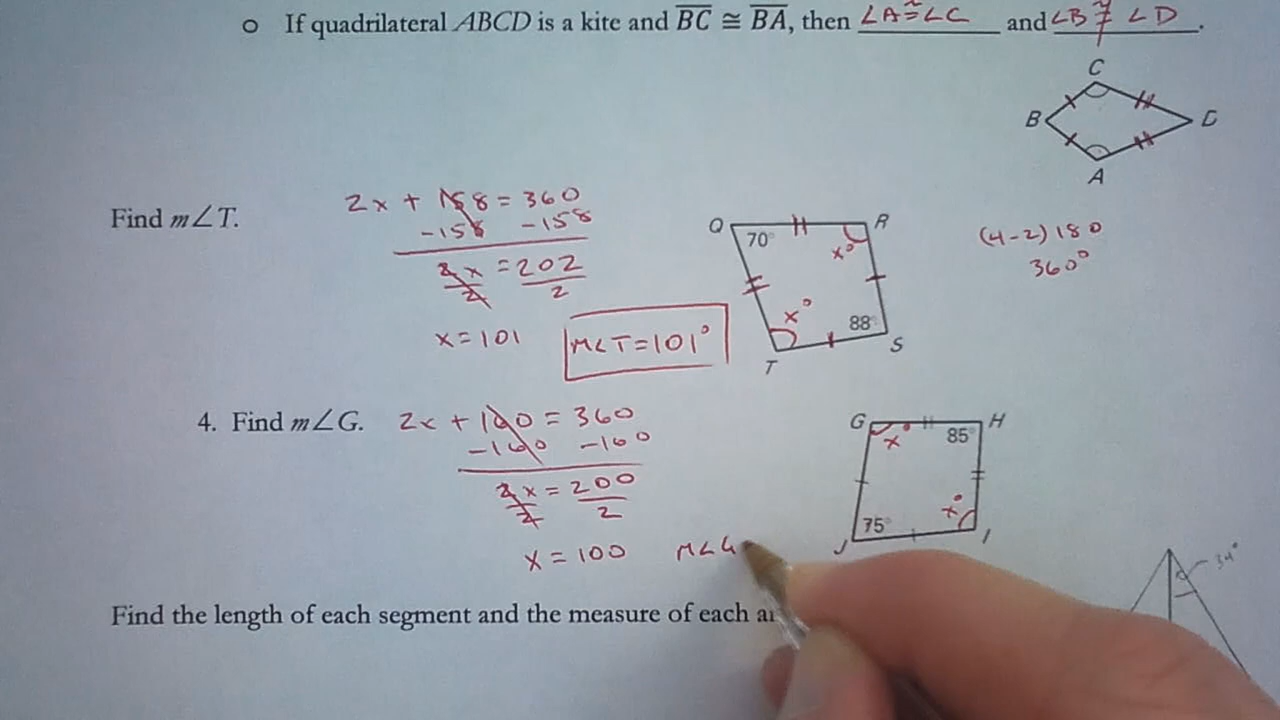 o If quadrilateral ABCD is a kite and BC ≅ BA, then ∠A≅∠C and ∠B≇∠D.
C
B
D
A
Find m∠T.
2x + 158 = 360
-158 -158
2x = 202
2 2
x = 101
M∠T=101°
Q
R
70°
x°
x°
88°
S
T
(4-2)180
360°
4. Find m∠G.
2x + 160 = 360
-160 -160
2x = 200
2 2
x = 100
M∠G
G
H
x°
85°
x°
75°
J
I
34°
Find the length of each segment and the measure of each